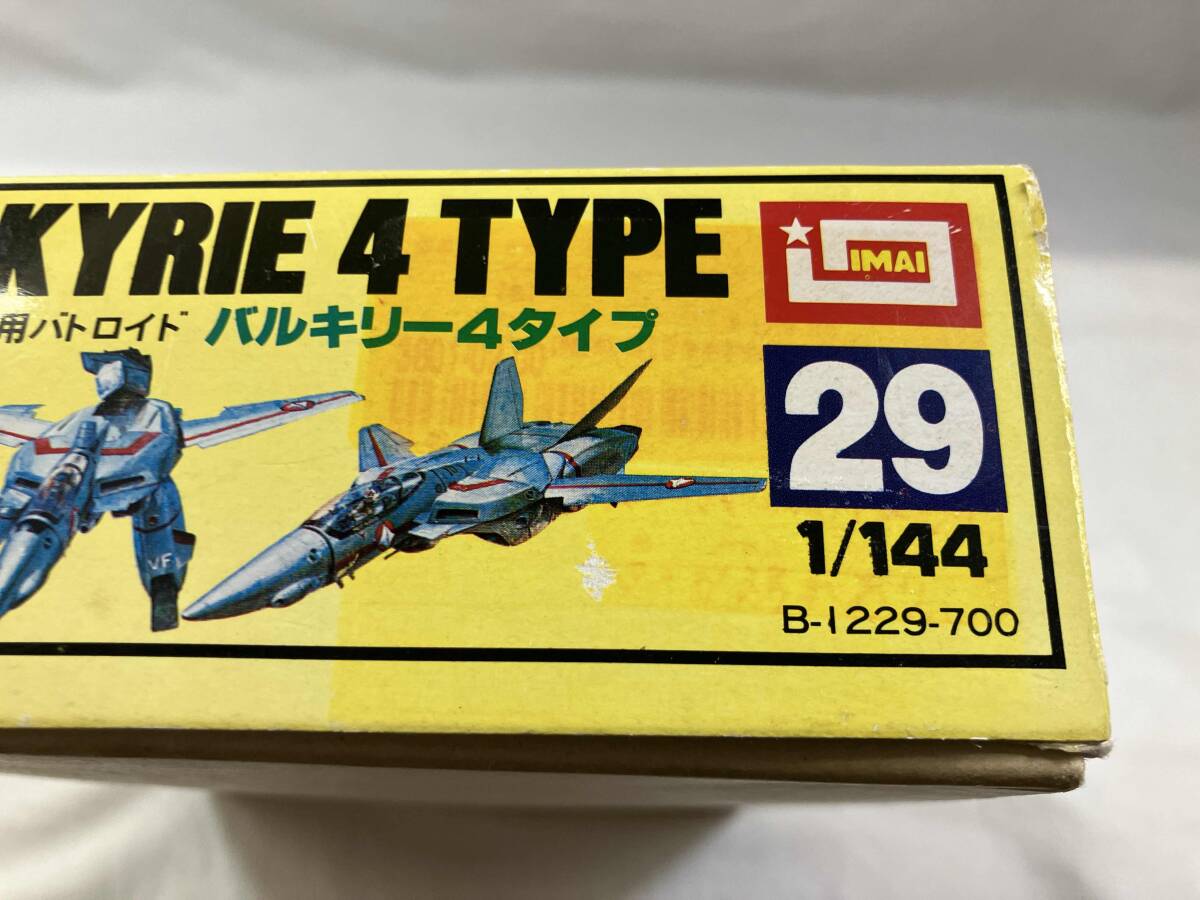 KYRIE 4 TYPE
用バトロイド バルキリー4タイプ
IMAI
29
1/144
B-1229-700
VF